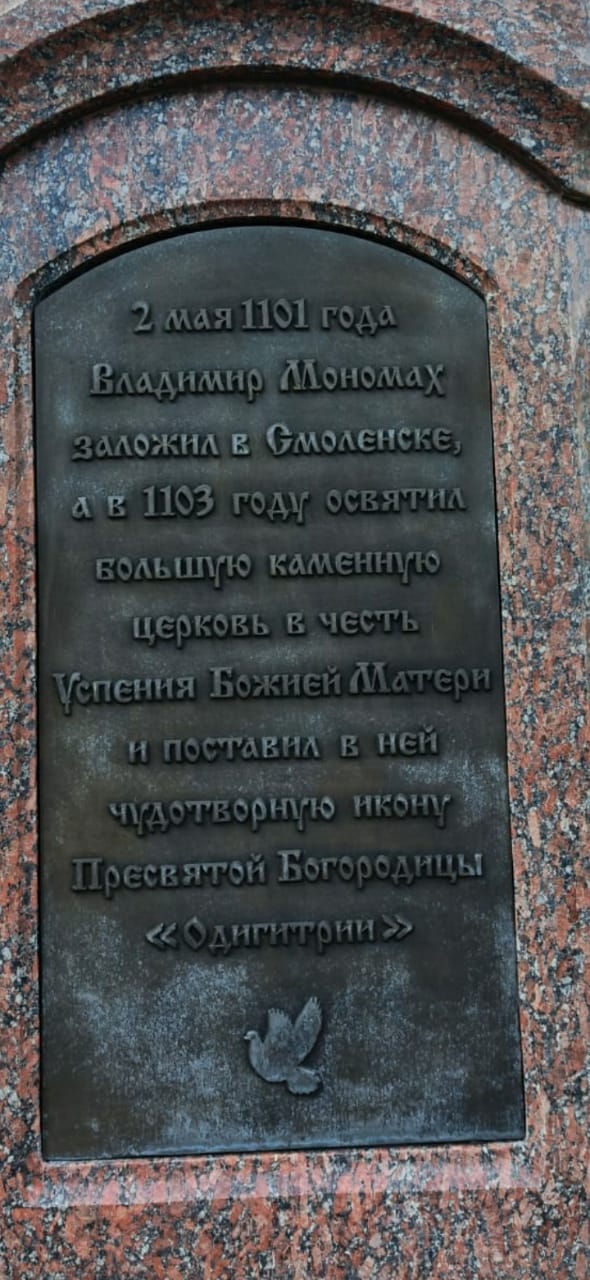 2 мая 1101 года
Владимир Мономах
заложил в Смоленске,
а в 1103 году освятил
большую каменную
церковь в честь
Успения Божией Матери
и поставил в ней
чудотворную икону
Пресвятой Богородицы
«Одигитрии»